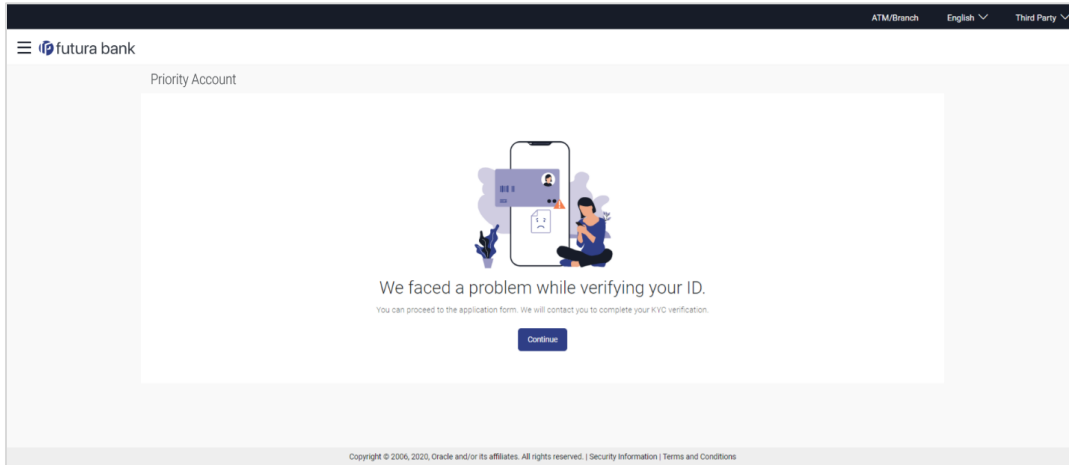 ATM/Branch English Third Party
futura bank
Priority Account
We faced a problem while verifying your ID.
You can proceed to the application form. We will contact you to complete your KYC verification.
Continue
Copyright © 2006, 2020, Oracle and/or its affiliates. All rights reserved. | Security Information | Terms and Conditions